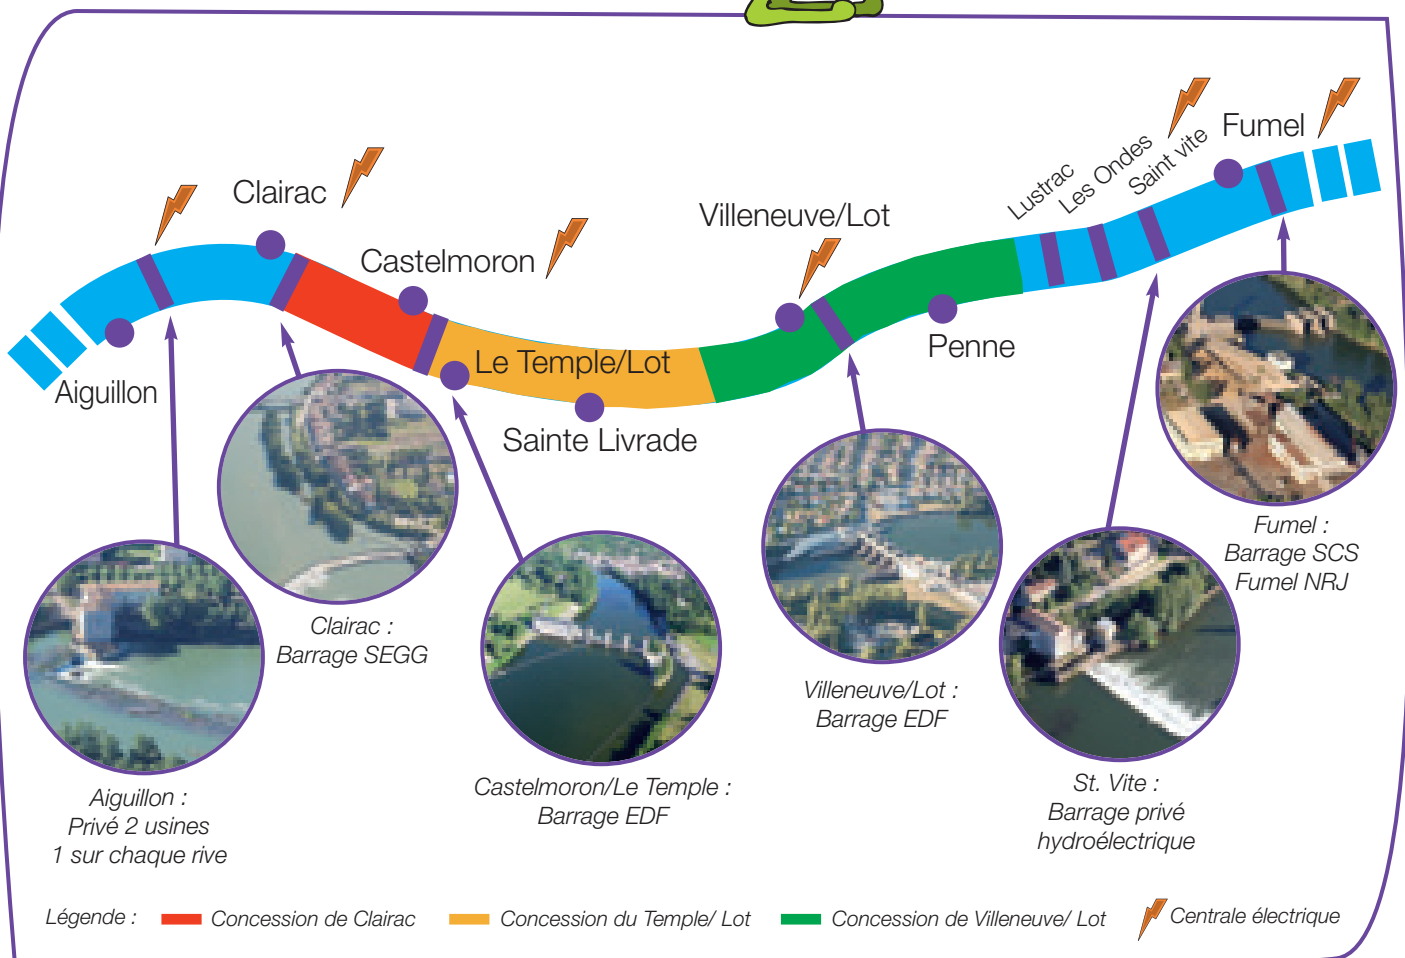 Fumel
Saint vite
Les Ondes
Lustrac
Clairac
Villeneuve/Lot
Castelmoron
Penne
Le Temple/Lot
Aiguillon
Sainte Livrade
Fumel :
Barrage SCS
Fumel NRJ
Clairac :
Barrage SEGG
Villeneuve/Lot :
Barrage EDF
Castelmoron/Le Temple :
Barrage EDF
St. Vite :
Barrage privé
hydroélectrique
Aiguillon :
Privé 2 usines
1 sur chaque rive
Légende :
Concession de Clairac
Concession du Temple/ Lot
Concession de Villeneuve/ Lot
Centrale électrique